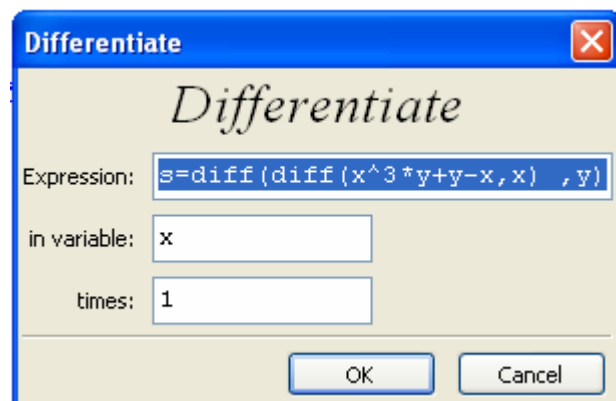 Differentiate
Differentiate
Expression: s=diff(diff(x^3*y+y-x,x) ,y)
in variable: x
times: 1
OK Cancel